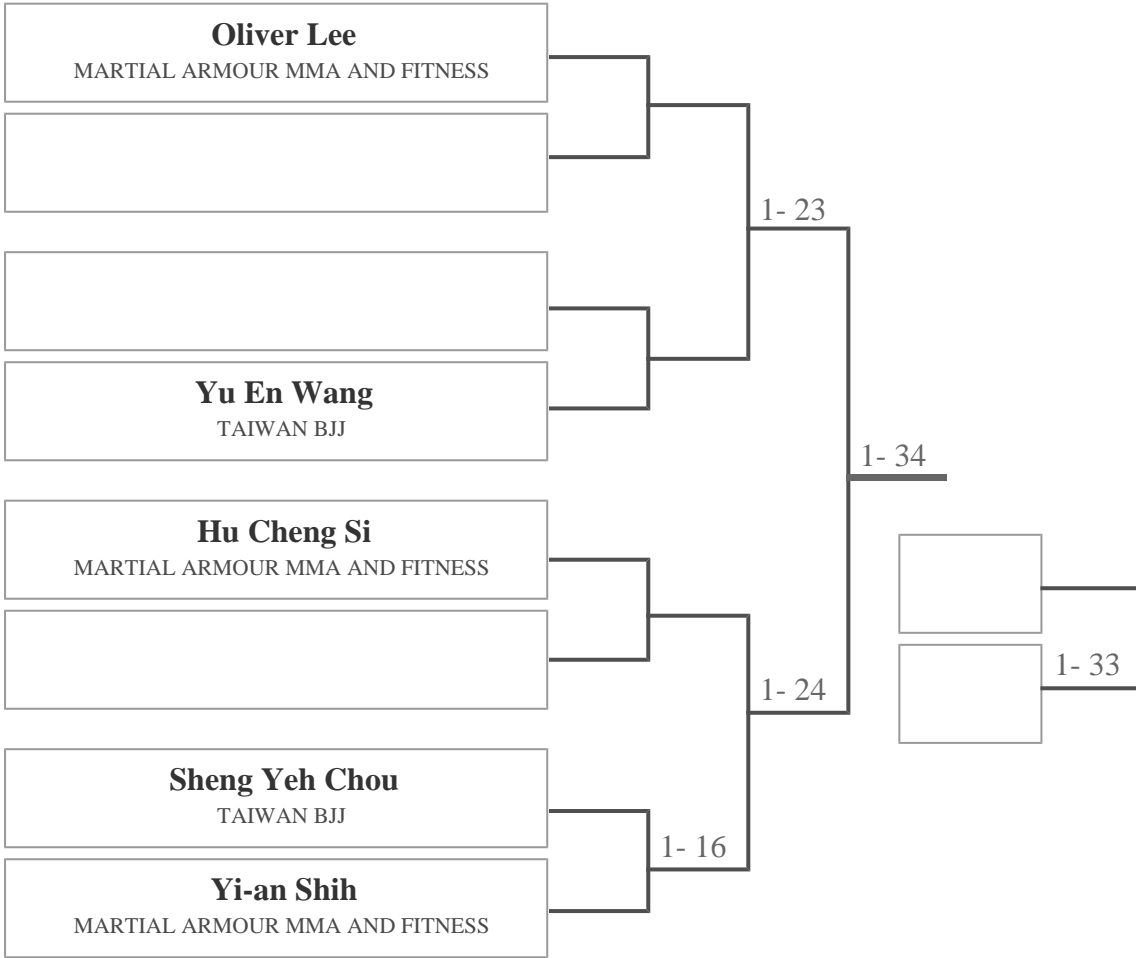 Oliver Lee
MARTIAL ARMOUR MMA AND FITNESS
1- 23
Yu En Wang
TAIWAN BJJ
1- 34
Hu Cheng Si
MARTIAL ARMOUR MMA AND FITNESS
1- 33
1- 24
Sheng Yeh Chou
TAIWAN BJJ
1- 16
Yi-an Shih
MARTIAL ARMOUR MMA AND FITNESS